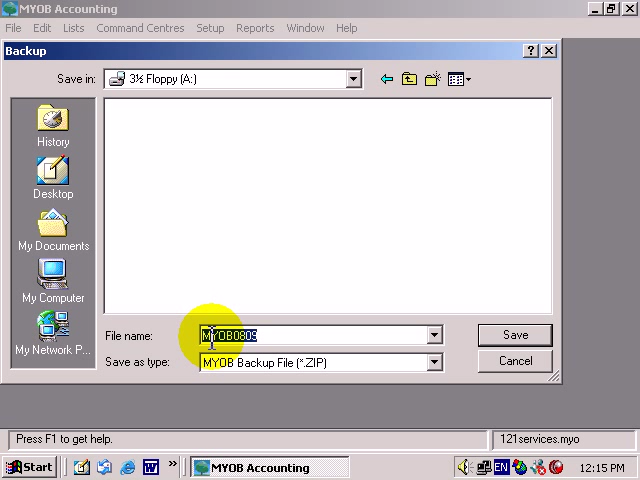 MYOB Accounting
File Edit Lists Command Centres Setup Reports Window Help
Backup
Save in: 3½ Floppy (A:)
History
Desktop
My Documents
My Computer
My Network P...
File name: MYOB0809 Save
Save as type: MYOB Backup File (*.ZIP) Cancel
Press F1 to get help. 121services.myo
Start » MYOB Accounting EN 12:15 PM